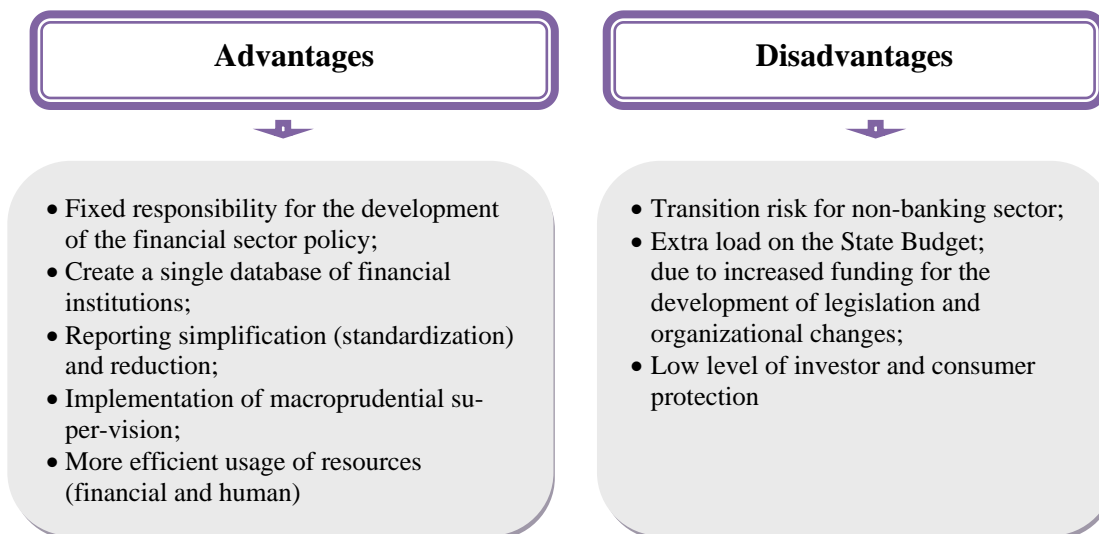 Advantages
• Fixed responsibility for the development
of the financial sector policy;
• Create a single database of financial
institutions;
• Reporting simplification (standardization)
and reduction;
• Implementation of macroprudential su-
per-vision;
• More efficient usage of resources
(financial and human)
Disadvantages
• Transition risk for non-banking sector;
• Extra load on the State Budget;
due to increased funding for the
development of legislation and
organizational changes;
• Low level of investor and consumer
protection